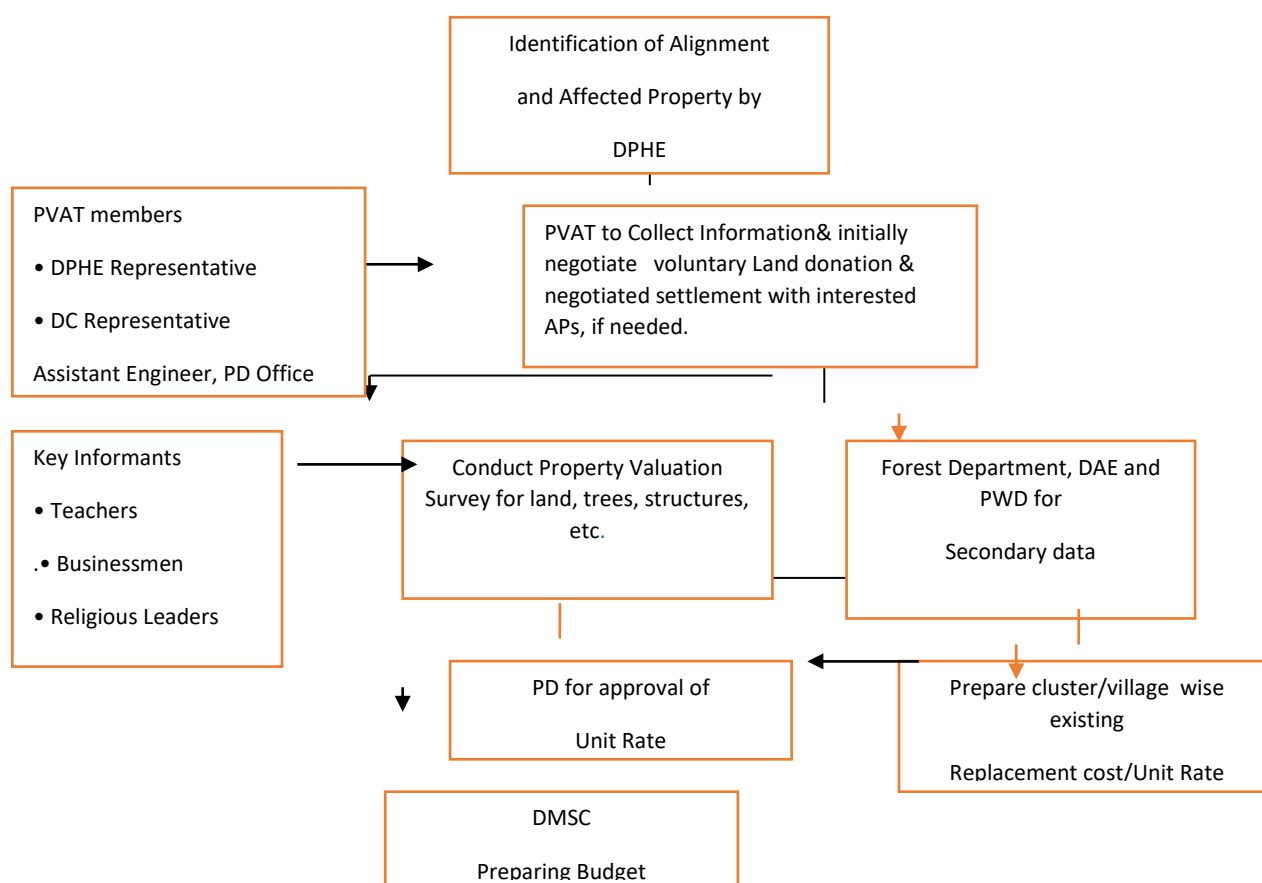 Identification of Alignment
and Affected Property by
DPHE
PVAT members
• DPHE Representative
• DC Representative
Assistant Engineer, PD Office
PVAT to Collect Information& initially
negotiate voluntary Land donation &
negotiated settlement with interested
APs, if needed.
Key Informants
• Teachers
.• Businessmen
• Religious Leaders
Conduct Property Valuation
Survey for land, trees, structures,
etc.
Forest Department, DAE and
PWD for
Secondary data
PD for approval of
Unit Rate
Prepare cluster/village wise
existing
Replacement cost/Unit Rate
DMSC
Preparing Budget